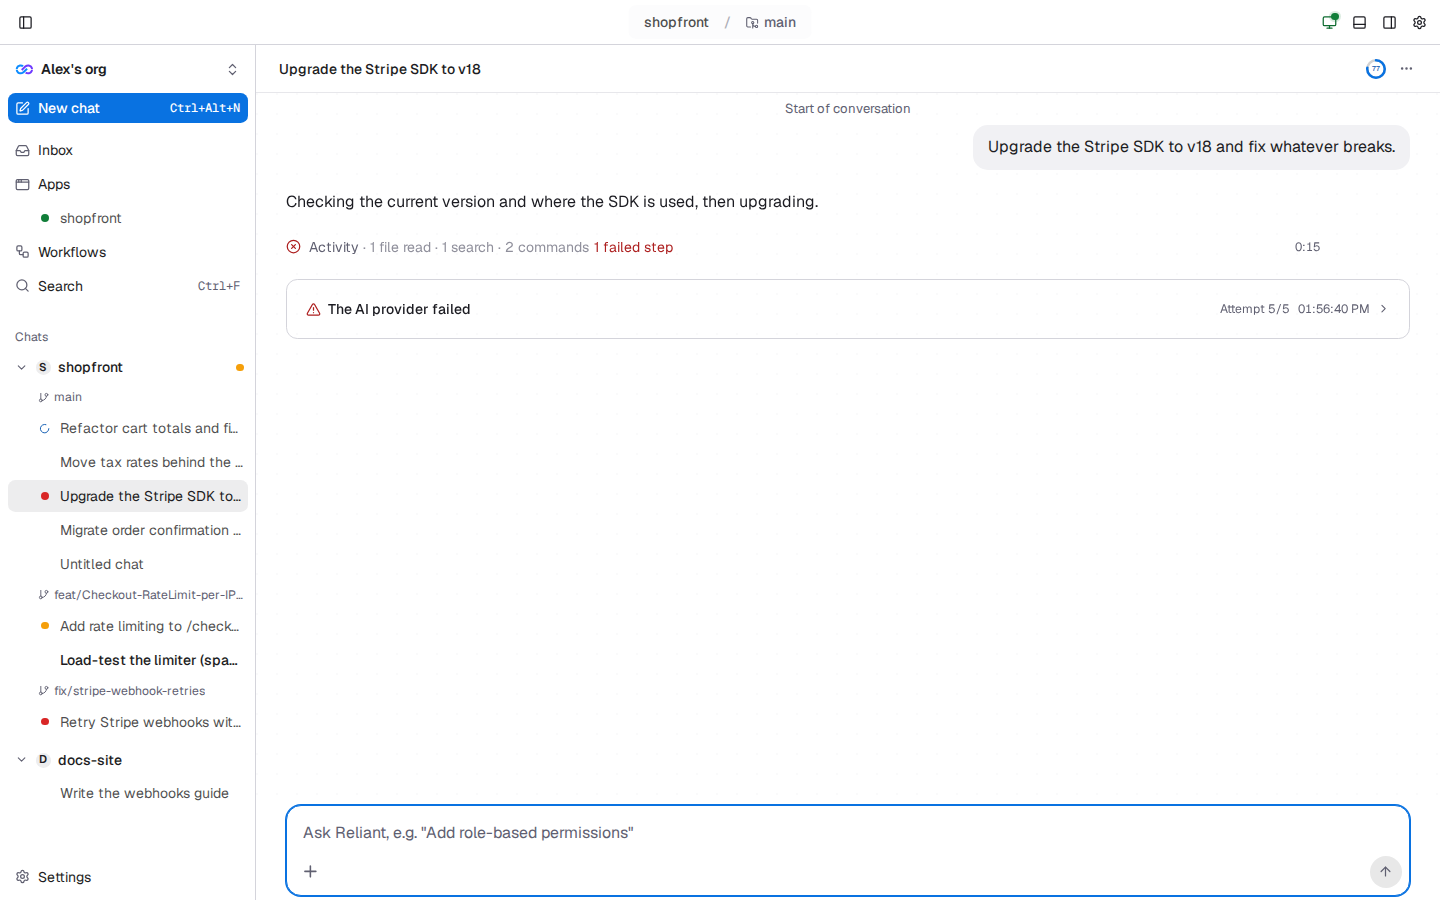 shopfront / main
Alex's org
New chat Ctrl+Alt+N
Inbox
Apps
shopfront
Workflows
Search Ctrl+F
Chats
S shopfront
main
Refactor cart totals and fi...
Move tax rates behind the ...
Upgrade the Stripe SDK to...
Migrate order confirmation ...
Untitled chat
feat/Checkout-RateLimit-per-IP...
Add rate limiting to /check...
Load-test the limiter (spa...
fix/stripe-webhook-retries
Retry Stripe webhooks wit...
D docs-site
Write the webhooks guide
Settings
Upgrade the Stripe SDK to v18
77
Start of conversation
Upgrade the Stripe SDK to v18 and fix whatever breaks.
Checking the current version and where the SDK is used, then upgrading.
Activity · 1 file read · 1 search · 2 commands 1 failed step 0:15
The AI provider failed Attempt 5/5 01:56:40 PM
Ask Reliant, e.g. "Add role-based permissions"